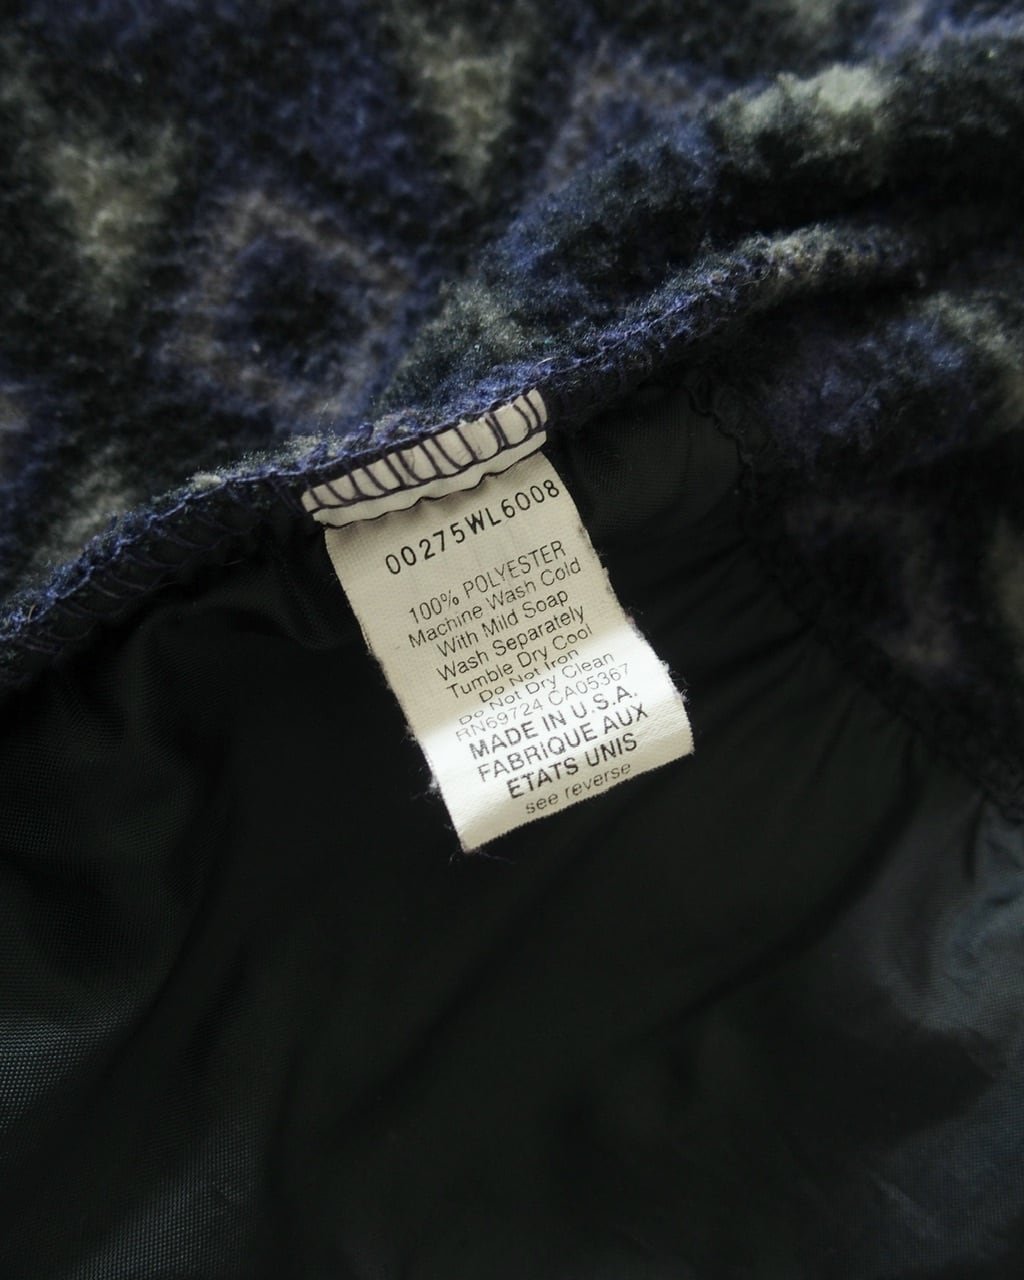 00275WL6008
100% POLYESTER
Machine Wash Cold
With Mild Soap
Wash Separately
Tumble Dry Cool
Do Not Iron
Do Not Dry Clean
RN69724 CA05367
MADE IN U.S.A.
FABRIQUE AUX
ETATS UNIS
see reverse